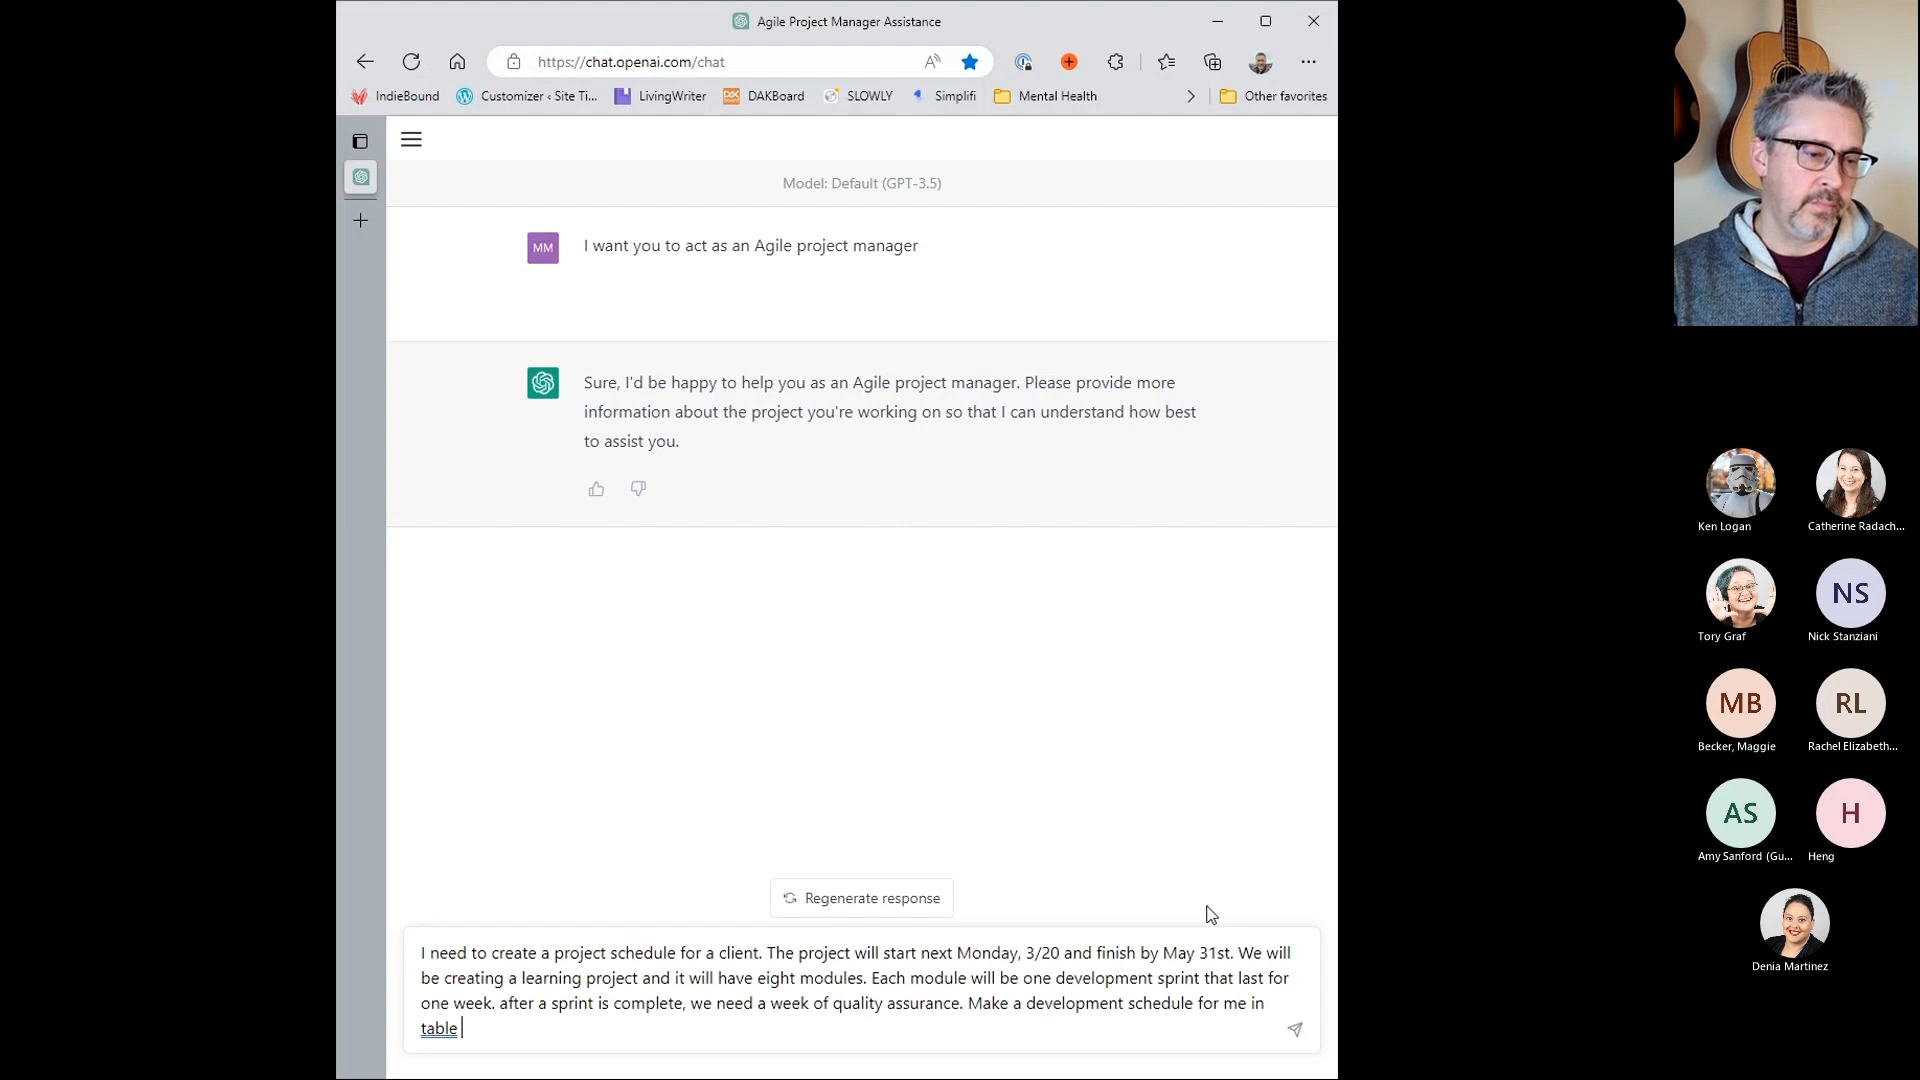 Agile Project Manager Assistance
https://chat.openai.com/chat
IndieBound
Customizer ‹ Site Ti...
LivingWriter
DAKBoard
SLOWLY
Simplifi
Mental Health
Other favorites
Model: Default (GPT-3.5)
MM
I want you to act as an Agile project manager
Sure, I'd be happy to help you as an Agile project manager. Please provide more
information about the project you're working on so that I can understand how best
to assist you.
Regenerate response
I need to create a project schedule for a client. The project will start next Monday, 3/20 and finish by May 31st. We will
be creating a learning project and it will have eight modules. Each module will be one development sprint that last for
one week. after a sprint is complete, we need a week of quality assurance. Make a development schedule for me in
table
Ken Logan
Catherine Radach...
Tory Graf
NS
Nick Stanziani
MB
Becker, Maggie
RL
Rachel Elizabeth...
AS
Amy Sanford (Gu...
H
Heng
Denia Martinez